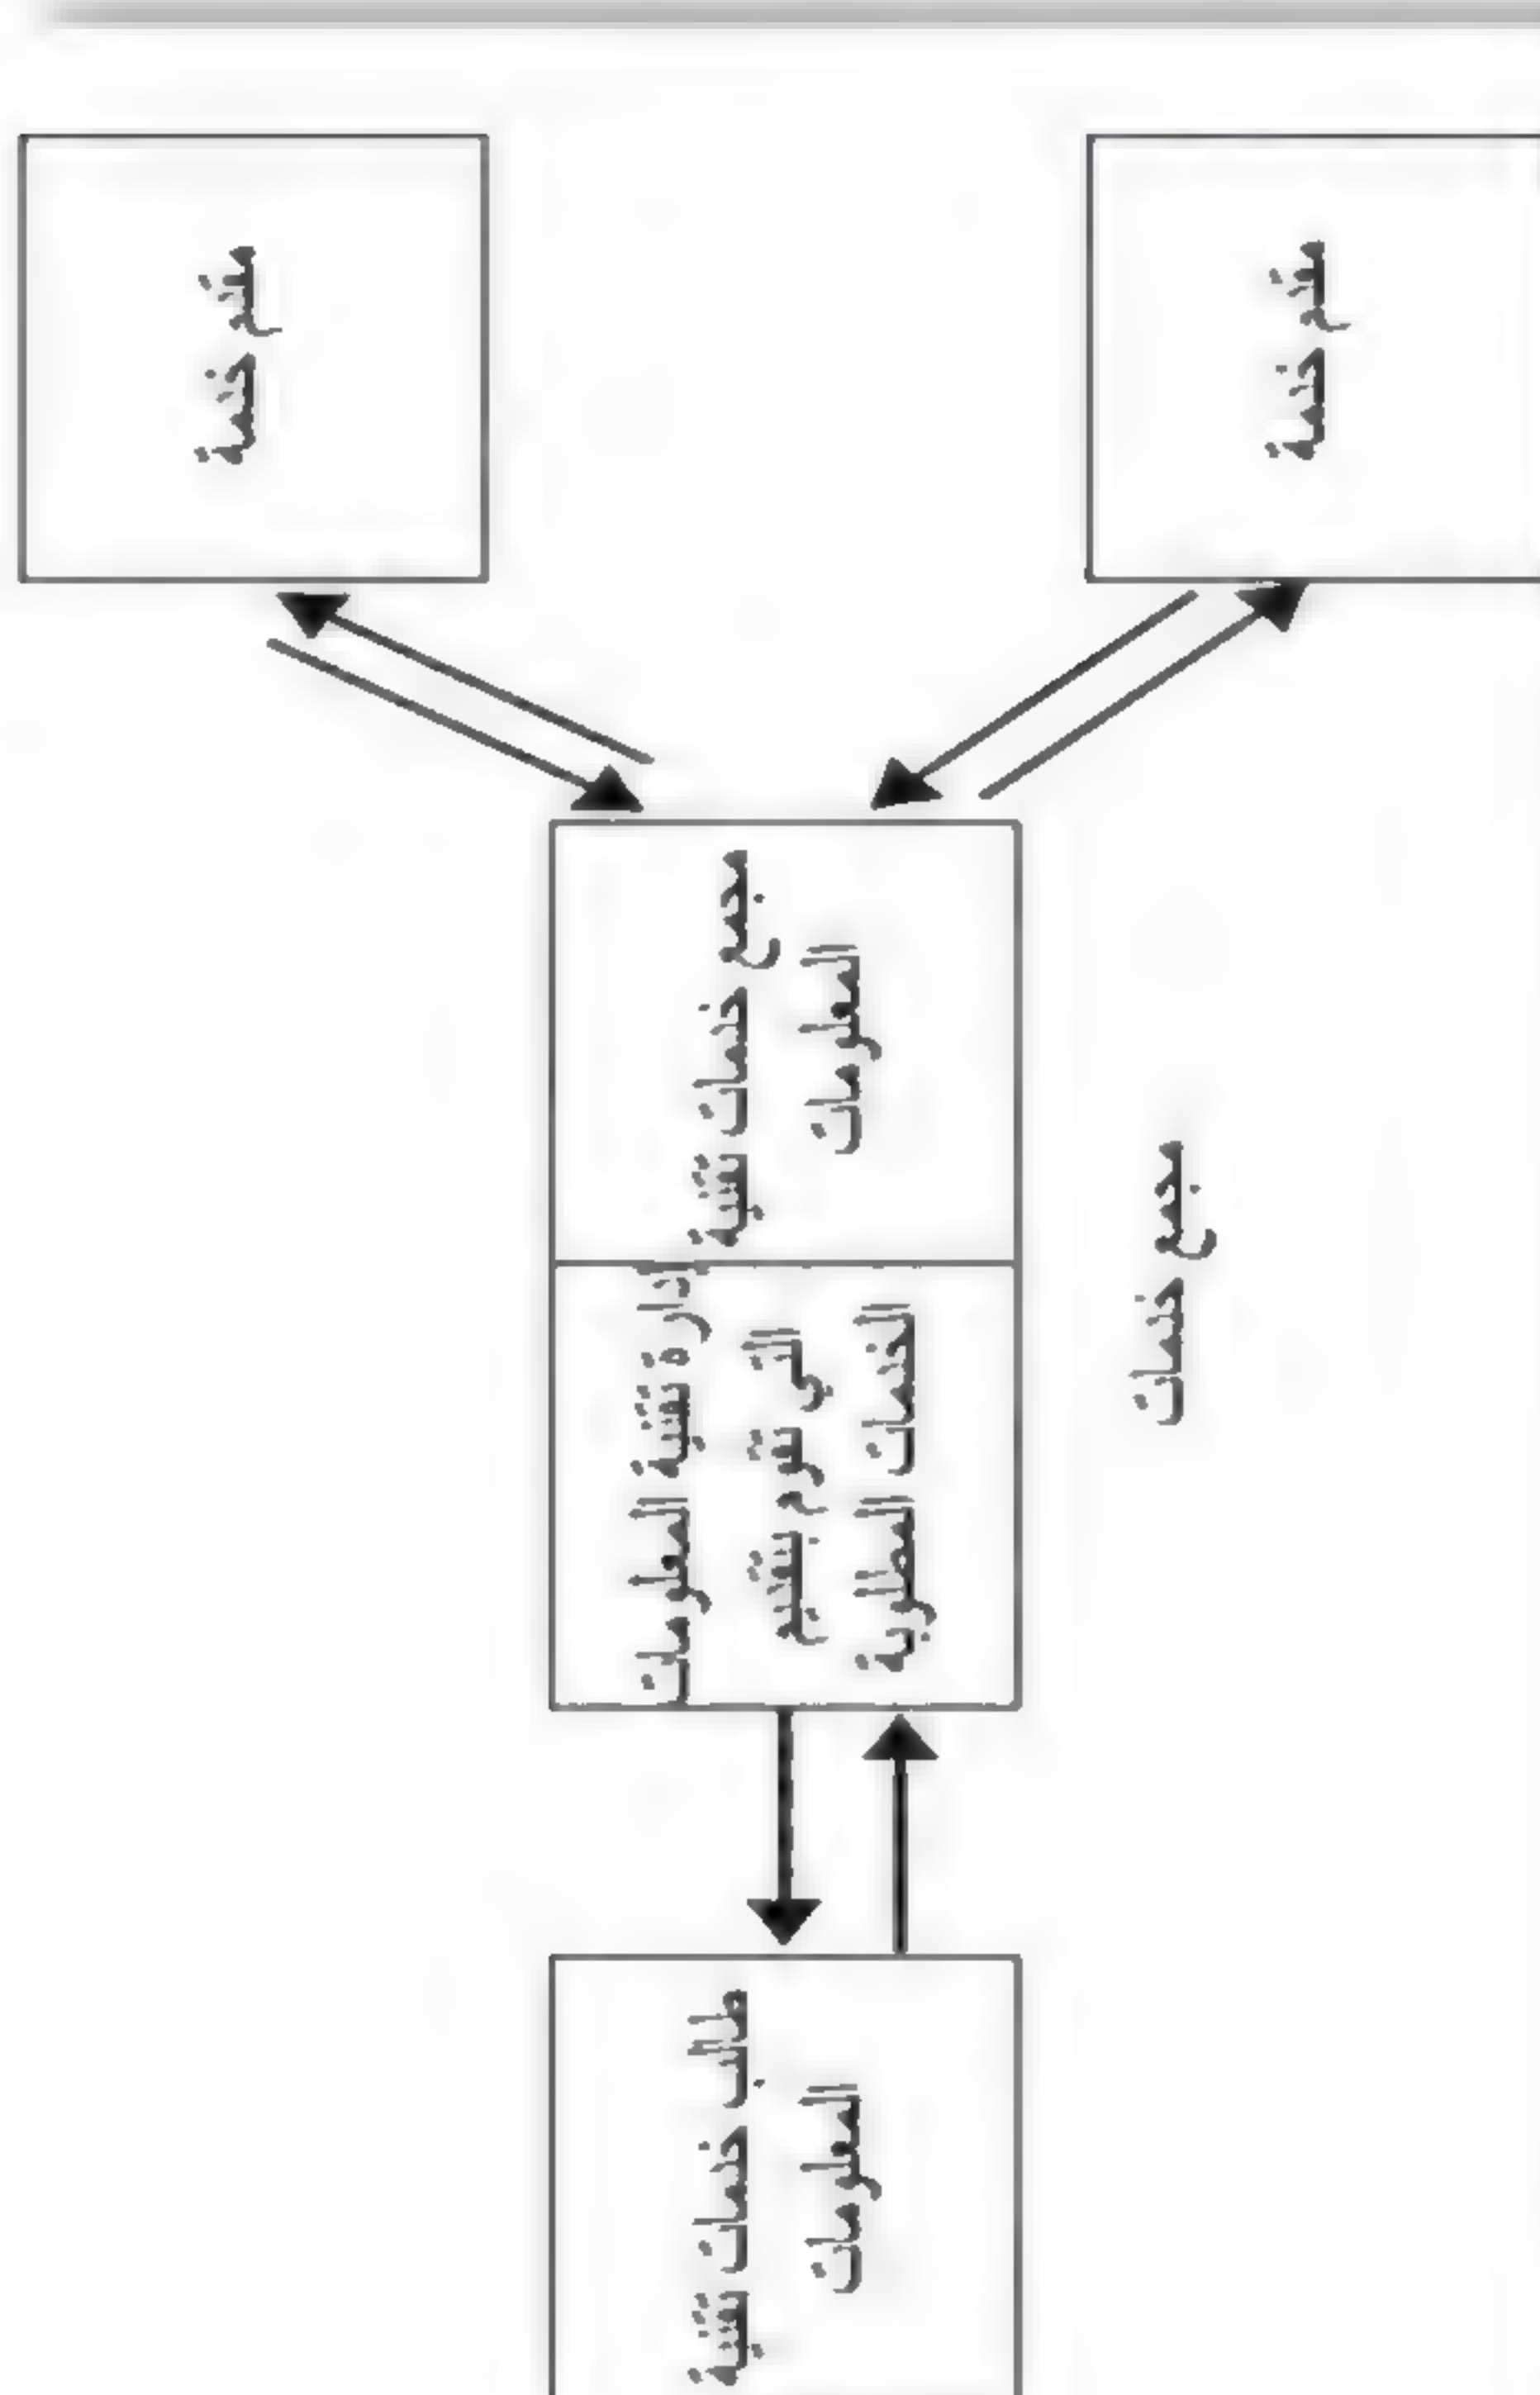 مقدم خدمة
مقدم خدمة
مجمع خدمات تقنية
المعلومات
إدارة تقنية المعلومات
التي تقوم بتقديم
الخدمات المطلوبة
مجمع خدمات
طالب خدمات تقنية
المعلومات